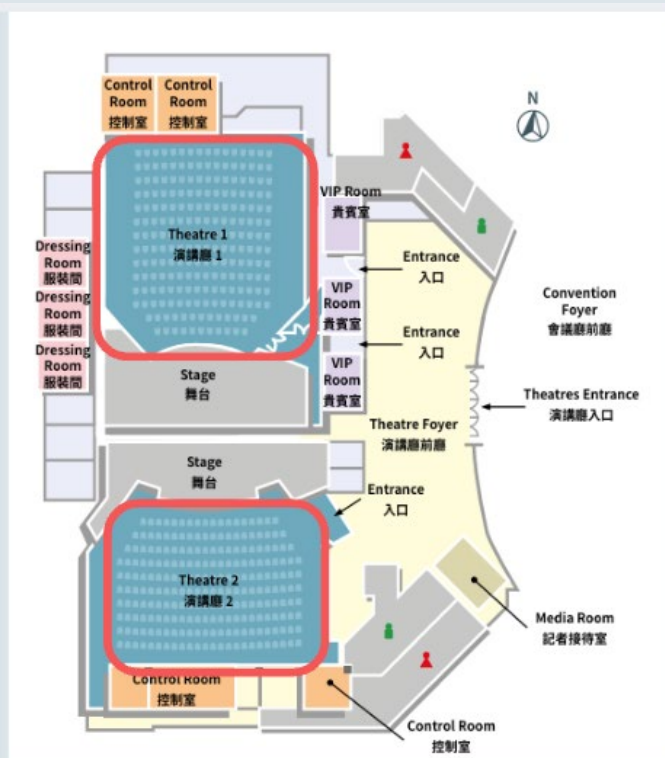 Control
Room
控制室
Control
Room
控制室
N
VIP Room
貴賓室
Theatre 1
演講廳 1
Dressing
Room
服裝間
Dressing
Room
服裝間
Dressing
Room
服裝間
Entrance
入口
VIP
Room
貴賓室
Convention
Foyer
會議廳前廳
Entrance
入口
VIP
Room
貴賓室
Stage
舞台
Theatres Entrance
演講廳入口
Theatre Foyer
演講廳前廳
Stage
舞台
Entrance
入口
Theatre 2
演講廳 2
Media Room
記者接待室
Control Room
控制室
Control Room
控制室